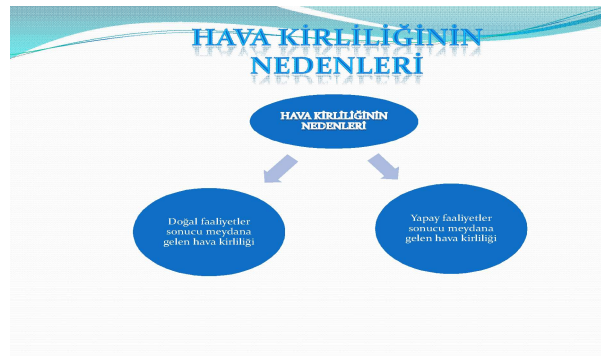 HAVA KİRLİLİĞİNİN
NEDENLERİ
HAVA KİRLİLİĞİNİN
NEDENLERİ
Doğal faaliyetler
sonucu meydana
gelen hava kirliliği
Yapay faaliyetler
sonucu meydana
gelen hava kirliliği